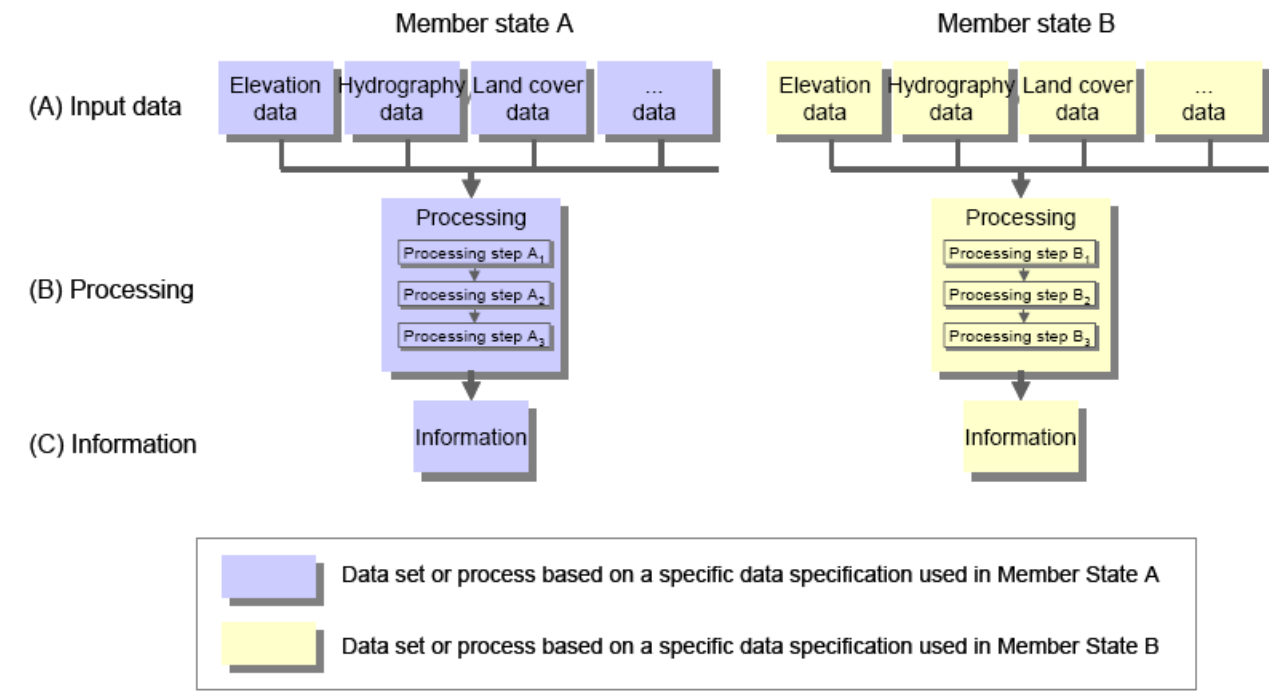 Member state A
Member state B
(A) Input data
Elevation
data
Hydrography
data
Land cover
data
...
data
Elevation
data
Hydrography
data
Land cover
data
...
data
(B) Processing
Processing
Processing step A1
Processing step A2
Processing step A3
Processing
Processing step B1
Processing step B2
Processing step B3
(C) Information
Information
Information
Data set or process based on a specific data specification used in Member State A
Data set or process based on a specific data specification used in Member State B